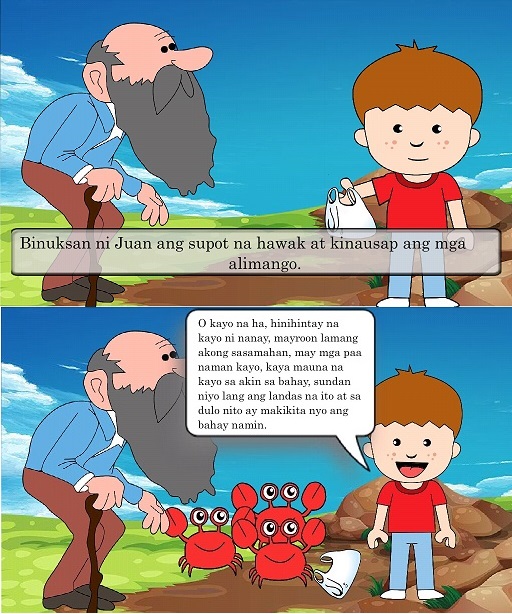 Binuksan ni Juan ang supot na hawak at kinausap ang mga
alimango.
O kayo na ha, hinihintay na
kayo ni nanay, mayroon lamang
akong sasamahan, may mga paa
naman kayo, kaya mauna na
kayo sa akin sa bahay, sundan
niyo lang ang landas na ito at sa
dulo nito ay makikita nyo ang
bahay namin.